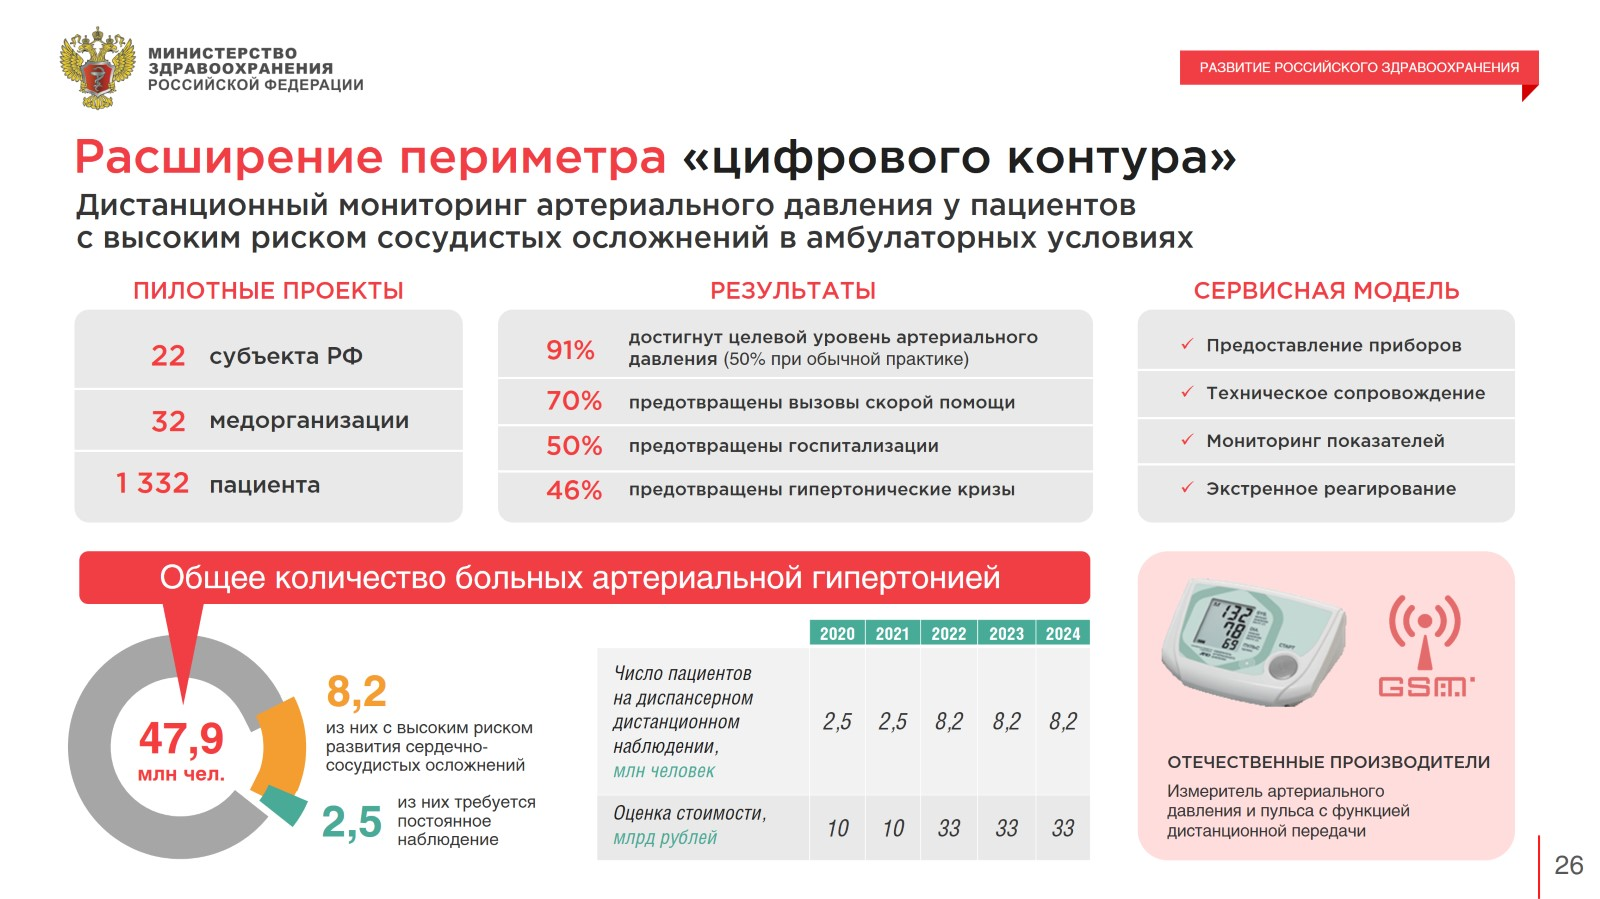 МИНИСТЕРСТВО
ЗДРАВООХРАНЕНИЯ
РОССИЙСКОЙ ФЕДЕРАЦИИ
РАЗВИТИЕ РОССИЙСКОГО ЗДРАВООХРАНЕНИЯ
Расширение периметра «цифрового контура»
Дистанционный мониторинг артериального давления у пациентов
с высоким риском сосудистых осложнений в амбулаторных условиях
ПИЛОТНЫЕ ПРОЕКТЫ
22 субъекта РФ
32 медорганизации
1 332 пациента
РЕЗУЛЬТАТЫ
91% достигнут целевой уровень артериального
давления (50% при обычной практике)
70% предотвращены вызовы скорой помощи
50% предотвращены госпитализации
46% предотвращены гипертонические кризы
СЕРВИСНАЯ МОДЕЛЬ
✓ Предоставление приборов
✓ Техническое сопровождение
✓ Мониторинг показателей
✓ Экстренное реагирование
Общее количество больных артериальной гипертонией
47,9
млн чел.
8,2
из них с высоким риском
развития сердечно-
сосудистых осложнений
2,5
из них требуется
постоянное
наблюдение
2020 2021 2022 2023 2024
Число пациентов
на диспансерном
дистанционном
наблюдении,
млн человек
2,5 2,5 8,2 8,2 8,2
Оценка стоимости,
млрд рублей
10 10 33 33 33
132
78
69
СТАРТ
GSM
ОТЕЧЕСТВЕННЫЕ ПРОИЗВОДИТЕЛИ
Измеритель артериального
давления и пульса с функцией
дистанционной передачи
26